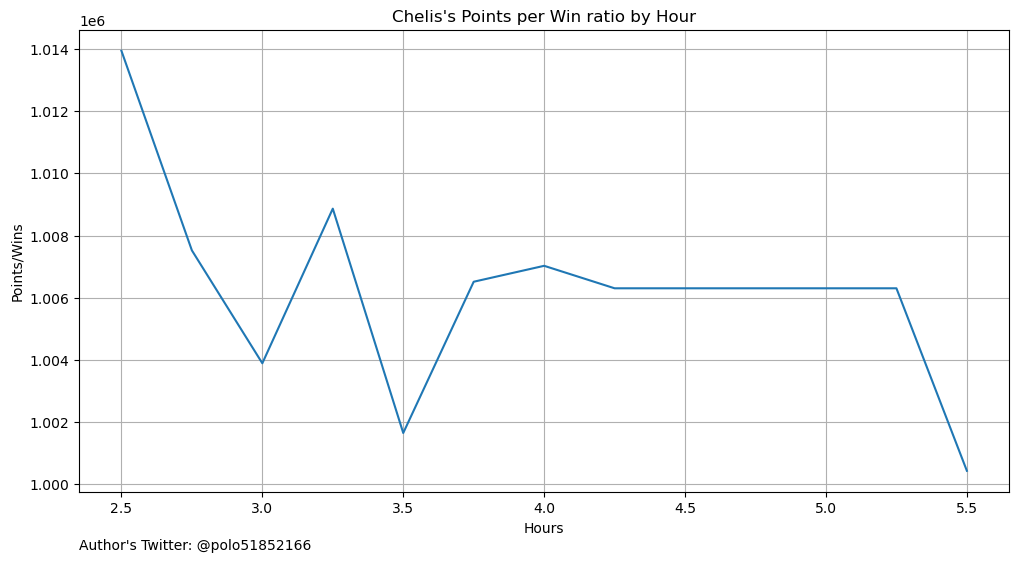 Chelis's Points per Win ratio by Hour
1e6
1.014
1.012
1.010
1.008
1.006
1.004
1.002
1.000
Points/Wins
2.5 3.0 3.5 4.0 4.5 5.0 5.5
Hours
Author's Twitter: @polo51852166